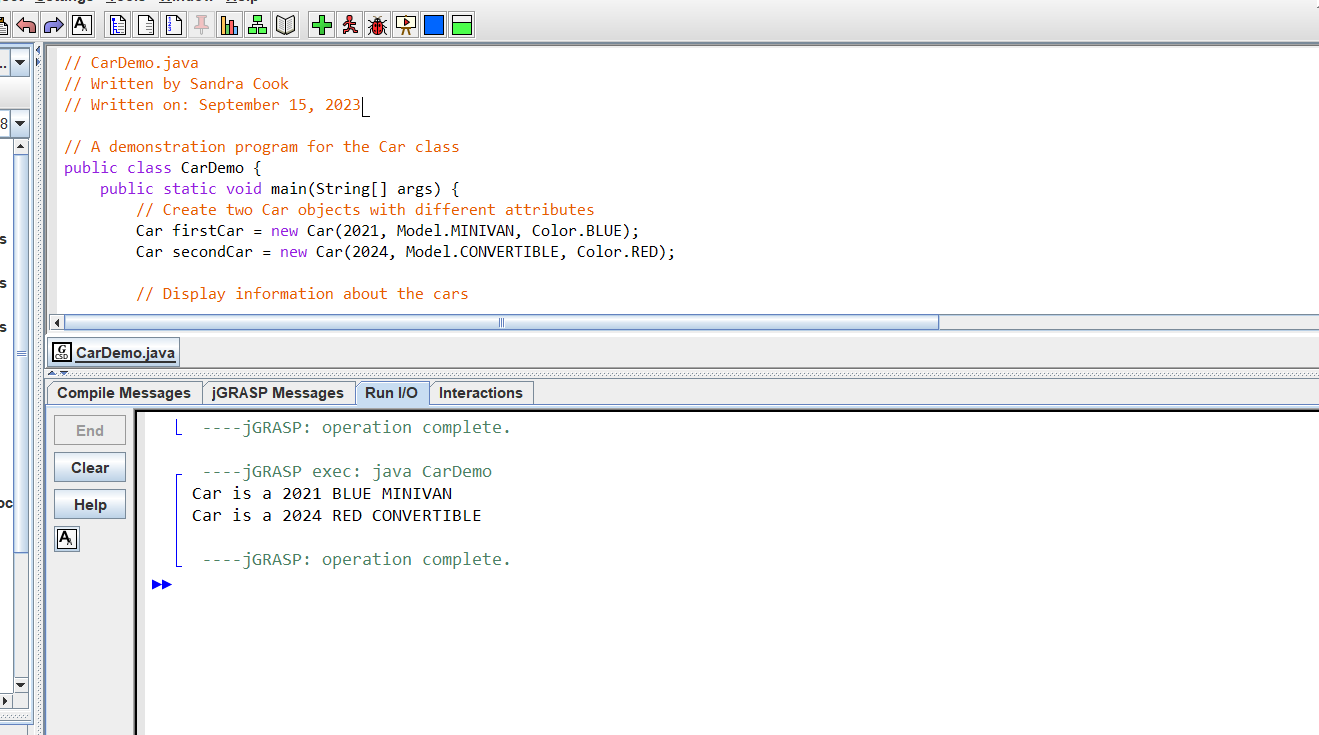 // CarDemo.java
// Written by Sandra Cook
// Written on: September 15, 2023
// A demonstration program for the Car class
public class CarDemo {
public static void main(String[] args) {
// Create two Car objects with different attributes
Car firstCar = new Car(2021, Model.MINIVAN, Color.BLUE);
Car secondCar = new Car(2024, Model.CONVERTIBLE, Color.RED);
// Display information about the cars
CarDemo.java
Compile Messages jGRASP Messages Run I/O Interactions
End
Clear
Help
----jGRASP: operation complete.
----jGRASP exec: java CarDemo
Car is a 2021 BLUE MINIVAN
Car is a 2024 RED CONVERTIBLE
----jGRASP: operation complete.